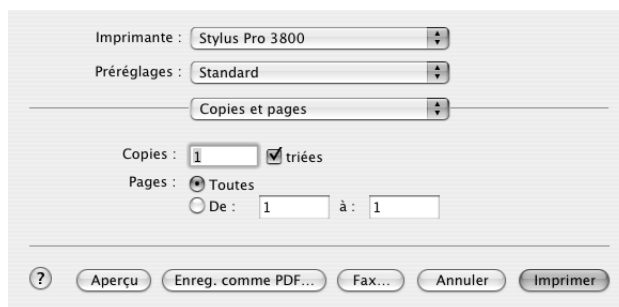 Imprimante : Stylus Pro 3800
Préréglages : Standard
Copies et pages
Copies : 1 triées
Pages : Toutes
De : 1 à : 1
? Aperçu Enreg. comme PDF... Fax... Annuler Imprimer